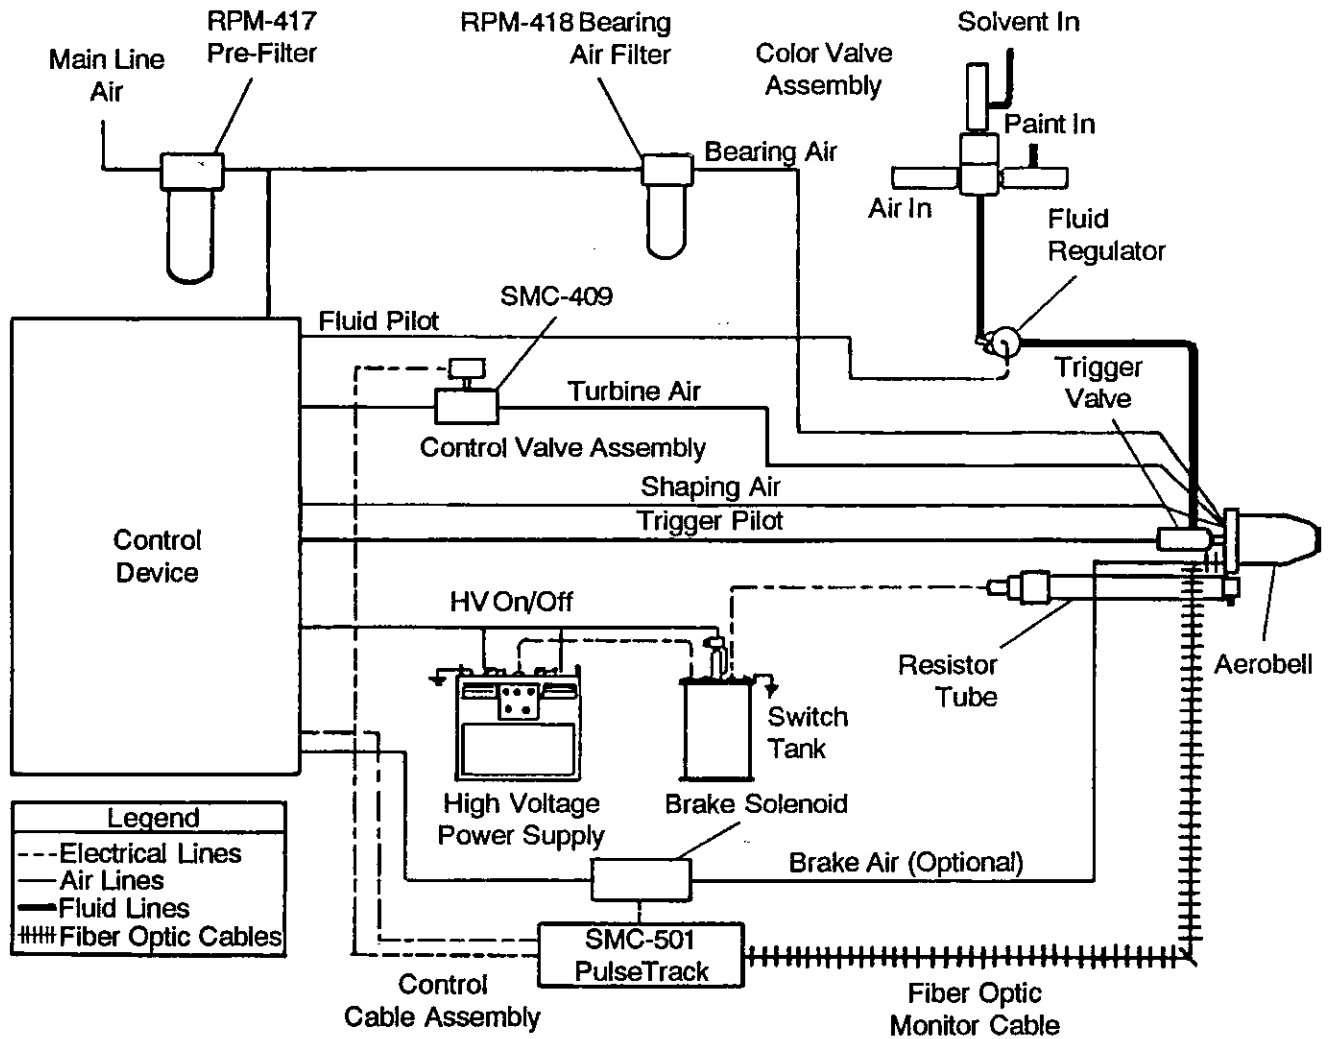 RPM-417
Pre-Filter
RPM-418 Bearing
Air Filter
Solvent In
Main Line
Air
Color Valve
Assembly
Paint In
Bearing Air
Air In
Fluid
Regulator
SMC-409
Fluid Pilot
Trigger
Valve
Turbine Air
Control Valve Assembly
Shaping Air
Trigger Pilot
Control
Device
HV On/Off
Resistor
Tube
Aerobell
Switch
Tank
High Voltage
Power Supply
Brake Solenoid
Legend
Electrical Lines
Air Lines
Fluid Lines
Fiber Optic Cables
Brake Air (Optional)
SMC-501
PulseTrack
Control
Cable Assembly
Fiber Optic
Monitor Cable